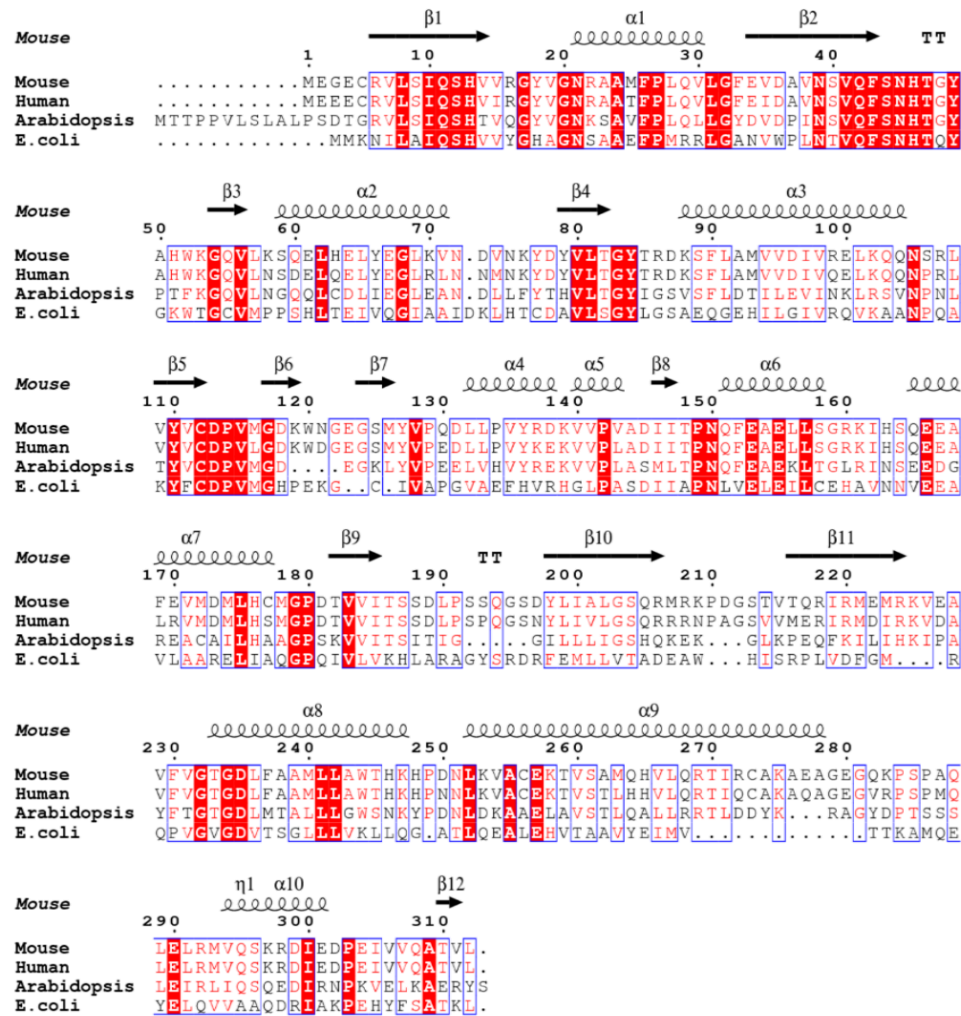 β1 α1 β2
Mouse TT
1 10 20 30 40
Mouse ...........MEGECRVLSIQSHVVRGYVGNRAAMFPLQVLGFEVDAVNSVQFSNHTGY
Human ...........MEEECRVLSIQSHVIRGYVGNRAATFPLQVLGFEIDAVNSVQFSNHTGY
Arabidopsis MTTPPVLSLALPSDTGRVLSIQSHTVQGYVGNKSAVFPLQLLGYDVDPINSVQFSNHTGY
E.coli .............MMKNILAIQSHVVYGHAGNSAAEFPMRRLGANVWPLNTVQFSNHTQY
β3 α2 β4 α3
Mouse
50 60 70 80 90 100
Mouse AHWKGQVLKSQELHELYEGLKVN.DVNKYDYVLTGYTRDKSFLAMVVDIVRELKQQNSRL
Human AHWKGQVLNSDELQELYEGLRLN.NMNKYDYVLTGYTRDKSFLAMVVDIVQELKQQNPRL
Arabidopsis PTFKGQVLNGQQLCDLIEGLEAN.DLLFYTHVLTGYIGSVSFLDTILEVINKLRSVNPNL
E.coli GKWTGCVMPPSHLTEIVQGIAAIDKLHTCDAVLSGYLGSAEQGEHILGIVRQVKAANPQA
β5 β6 β7 α4 α5 β8 α6
Mouse
110 120 130 140 150 160
Mouse VYVCDPVMGDKWNGEGSMYVPQDLLPVYRDKVVPVADIITPNQFEAELLSGRKIHSQEEA
Human VYVCDPVMGDKWDGEGSMYVPEDLLPVYKEKVVPLADIITPNQFEAELLSGRKIHSQEEA
Arabidopsis TYVCDPVMGD...EGKLYVPEELVHVYREKVVPLASMLTPNQFEAEKLTGLRINSEEDG
E.coli KYFCDPVMGHPEKG..C.IVAPGVAEFHVRHGLPASDIIAPNLVELEILCEHAVNNVEEA
α7 β9 β10 β11
Mouse TT
170 180 190 200 210 220
Mouse FEVMDMLHCMGPDTVVITSSDLPSSQGSDYLIALGSQRMRKPDGSTVTQRIRMEMRKVEA
Human LRVMDMLHSMGPDTVVITSSDLPSPQGSNYLIVLGSQRRRNPAGSVVMERIRMDIRKVDA
Arabidopsis REACAILHAAGPSKVVITSITIG....GILLLIGSHQKEK...GLKPEQFKILIHKIPA
E.coli VLAARELIAQGPQIVLVKHLARAGYSRDRFEMLLVTADEAW...HISRPLVDFGM....R
α8 α9
Mouse
230 240 250 260 270 280
Mouse VFVGTGDLFAAMLLAWTHKHPDNLKVACEKTVSAMQHVLQRTIRCAKAEAGEGQKPSPAQ
Human VFVGTGDLFAAMLLAWTHKHPNNLKVACEKTVSTLHHVLQRTIQCAKAQAGEGVRPSPMQ
Arabidopsis YFTGTGDLMTALLLGWSNKYPDNLDKAAELAVSTLQALLRRTLDDYK...RAGYDPTSSS
E.coli QPVGVGDVTSGLLLVKLLQG.ATLQEALEHVTAAVYEIMV..........TTKAMQE
η1 α10 β12
Mouse
290 300 310
Mouse LELRMVQSKRDIEDPEIVVQATVL.
Human LELRMVQSKRDIEDPEIVVQATVL.
Arabidopsis LEIRLIQSQEDIRNPKVELKAERYS
E.coli YELQVVAAQDRIAKPEHYFSATKL.